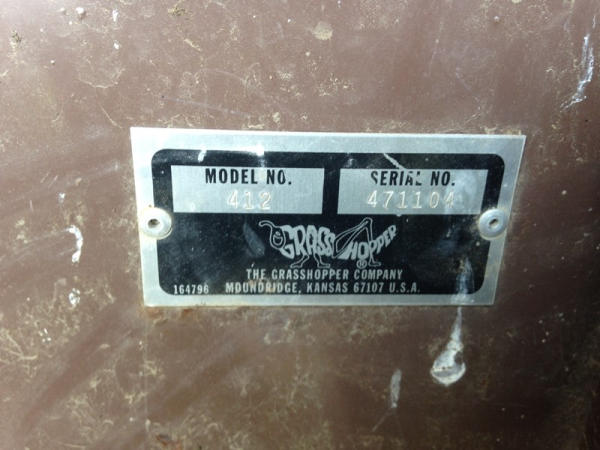 MODEL NO. SERIAL NO.
412 471104
GRASSHOPPER ®
THE GRASSHOPPER COMPANY
164796 MOUNDRIDGE, KANSAS 67107 U.S.A.